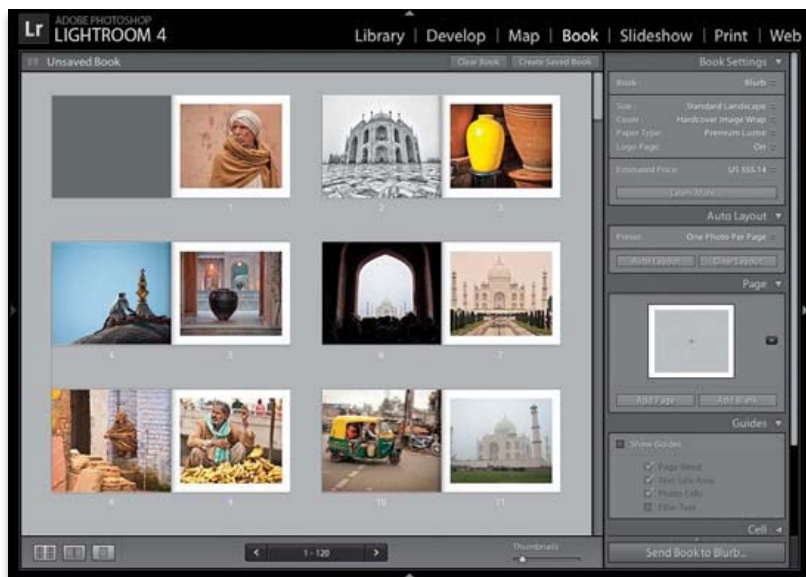 Lr ADOBE PHOTOSHOP
LIGHTROOM 4
Library | Develop | Map | Book | Slideshow | Print | Web
Unsaved Book
Clear Book
Create Saved Book
Book Settings
Book: Blurb
Size: Standard Landscape
Cover: Hardcover Image Wrap
Paper Type: Premium Lustre
Logo Page: On
Estimated Price:
Learn More...
Auto Layout
Preset: One Photo Per Page
Auto Layout
Clear Layout
Page
Add Page
Add Blank
Guides
Show Guides
Page Bleed
Text Safe Area
Photo Cells
Filler Text
Cell
1
2
3
4
5
6
7
8
9
10
11
1 - 120
Thumbnails
Send Book to Blurb...